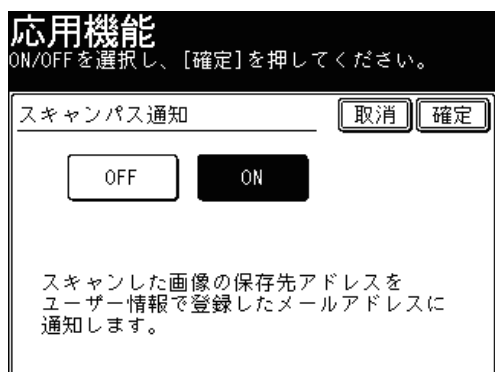 応用機能
ON/OFFを選択し、[確定]を押してください。
スキャンパス通知 取消 確定
OFF ON
スキャンした画像の保存先アドレスを
ユーザー情報で登録したメールアドレスに
通知します。